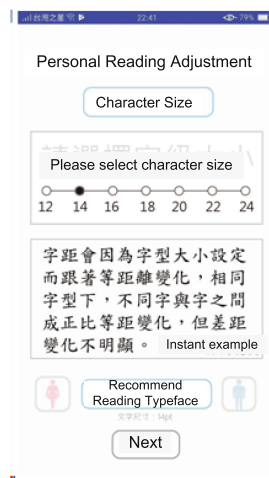 台灣之星 22:41 79%
Personal Reading Adjustment
Character Size
Please select character size
12 14 16 18 20 22 24
字距會因為字型大小設定
而跟著等距離變化，相同
字型下，不同字與字之間
成正比等距變化，但差距
變化不明顯。 Instant example
Recommend
Reading Typeface
文字尺寸：14pt
Next